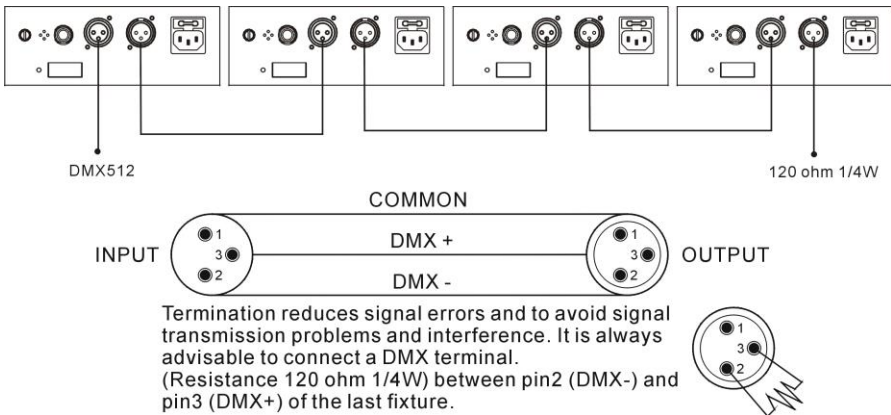 DMX512
120 ohm 1/4W
COMMON
INPUT
1
3
2
DMX +
DMX -
1
3
2
OUTPUT
Termination reduces signal errors and to avoid signal
transmission problems and interference. It is always
advisable to connect a DMX terminal.
(Resistance 120 ohm 1/4W) between pin2 (DMX-) and
pin3 (DMX+) of the last fixture.
1
3
2